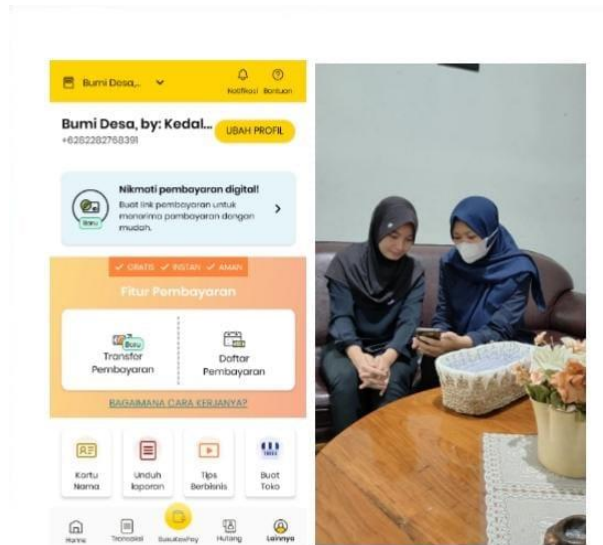 Bumi Desa,..
Notifikasi Bantuan
Bumi Desa, by: Kedal...
UBAH PROFIL
+6282282768391
Nikmati pembayaran digital!
Buat link pembayaran untuk
menerima pembayaran dengan
mudah.
Baru
GRATIS INSTAN AMAN
Fitur Pembayaran
Baru
Transfer
Pembayaran
Daftar
Pembayaran
BAGAIMANA CARA KERJANYA?
Kartu
Nama
Unduh
laporan
Tips
Berbisnis
Buat
Toko
Home Transaksi BukuKasPay Hutang Lainnya